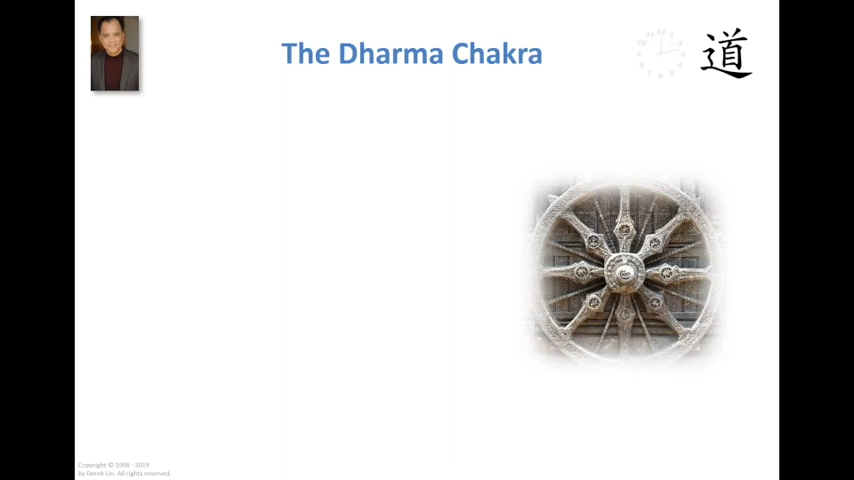 The Dharma Chakra
道
Copyright © 1998 - 2019
by Derek Lin. All rights reserved.